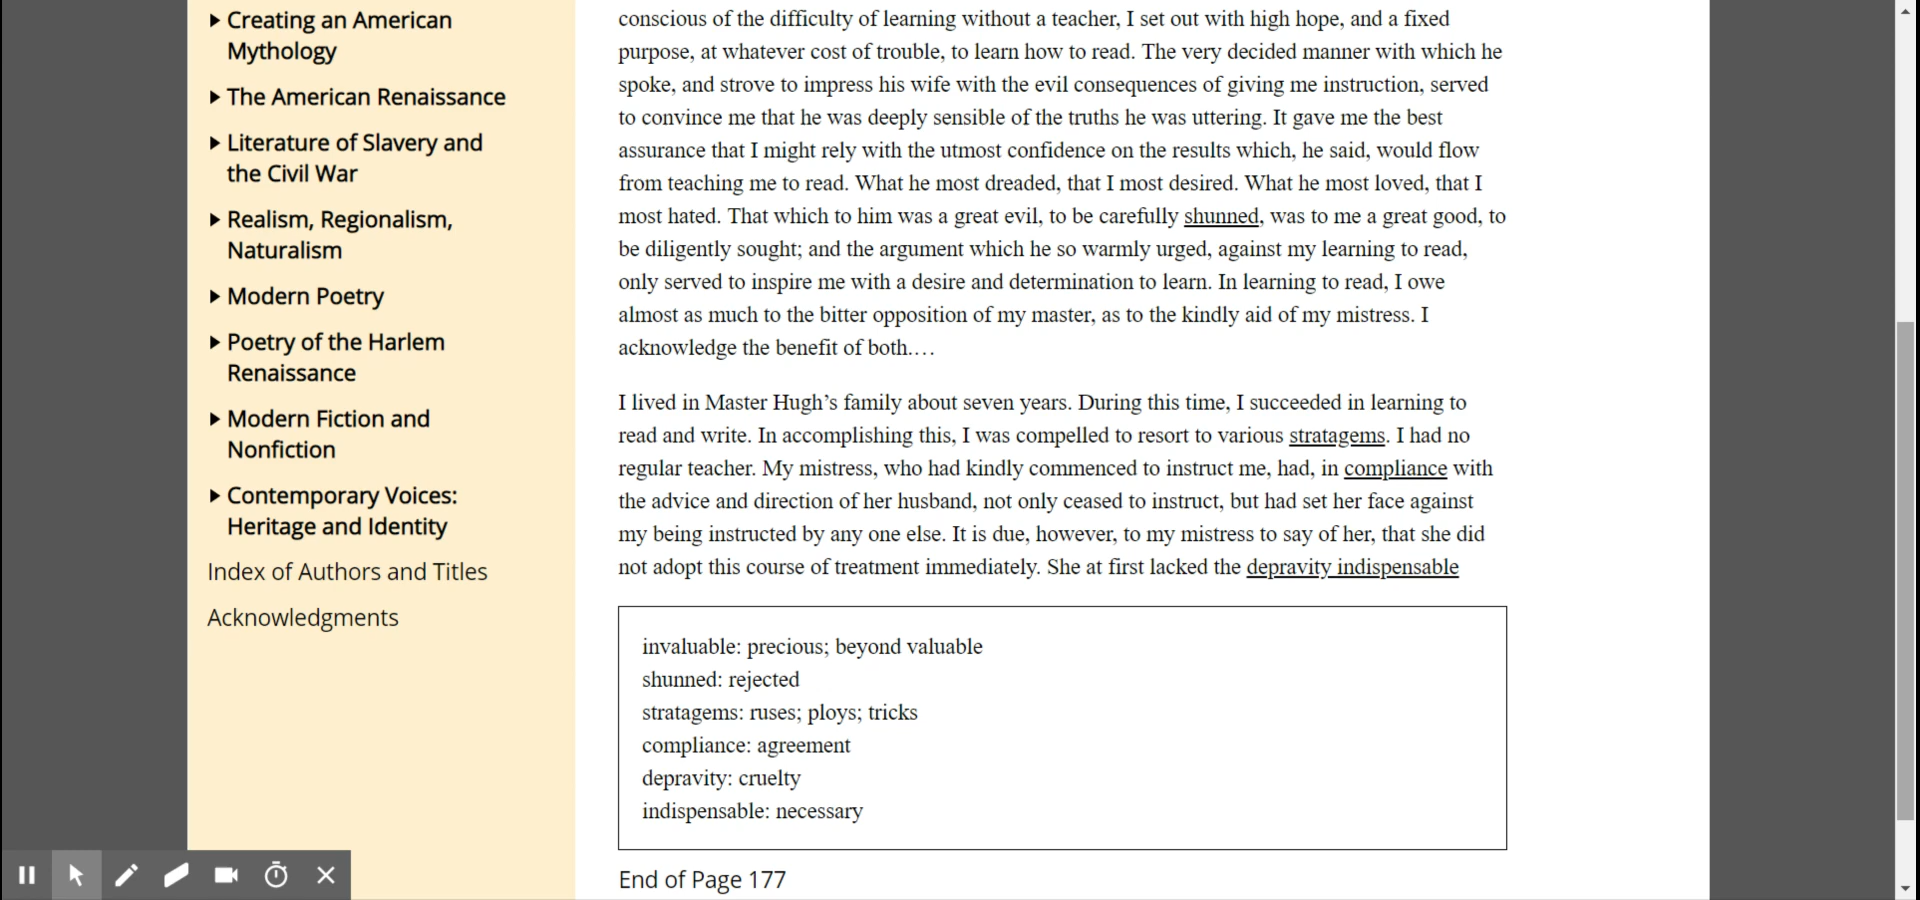 Creating an American
Mythology
The American Renaissance
Literature of Slavery and
the Civil War
Realism, Regionalism,
Naturalism
Modern Poetry
Poetry of the Harlem
Renaissance
Modern Fiction and
Nonfiction
Contemporary Voices:
Heritage and Identity
Index of Authors and Titles
Acknowledgments
conscious of the difficulty of learning without a teacher, I set out with high hope, and a fixed
purpose, at whatever cost of trouble, to learn how to read. The very decided manner with which he
spoke, and strove to impress his wife with the evil consequences of giving me instruction, served
to convince me that he was deeply sensible of the truths he was uttering. It gave me the best
assurance that I might rely with the utmost confidence on the results which, he said, would flow
from teaching me to read. What he most dreaded, that I most desired. What he most loved, that I
most hated. That which to him was a great evil, to be carefully shunned, was to me a great good, to
be diligently sought; and the argument which he so warmly urged, against my learning to read,
only served to inspire me with a desire and determination to learn. In learning to read, I owe
almost as much to the bitter opposition of my master, as to the kindly aid of my mistress. I
acknowledge the benefit of both.…
I lived in Master Hugh’s family about seven years. During this time, I succeeded in learning to
read and write. In accomplishing this, I was compelled to resort to various stratagems. I had no
regular teacher. My mistress, who had kindly commenced to instruct me, had, in compliance with
the advice and direction of her husband, not only ceased to instruct, but had set her face against
my being instructed by any one else. It is due, however, to my mistress to say of her, that she did
not adopt this course of treatment immediately. She at first lacked the depravity indispensable
invaluable: precious; beyond valuable
shunned: rejected
stratagems: ruses; ploys; tricks
compliance: agreement
depravity: cruelty
indispensable: necessary
End of Page 177